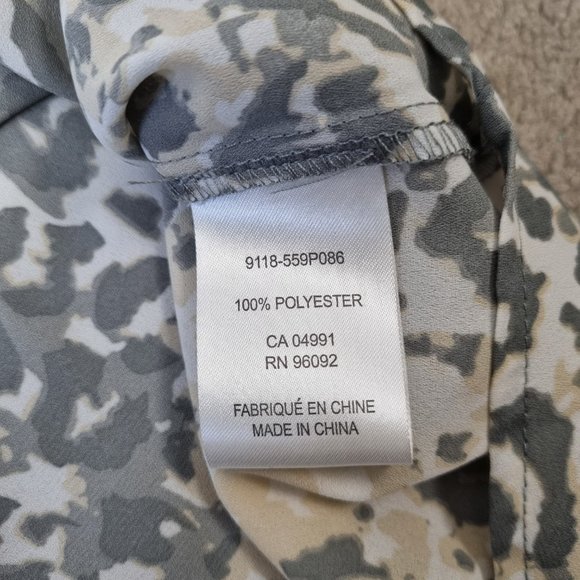 9118-559P086
100% POLYESTER
CA 04991
RN 96092
FABRIQUÉ EN CHINE
MADE IN CHINA